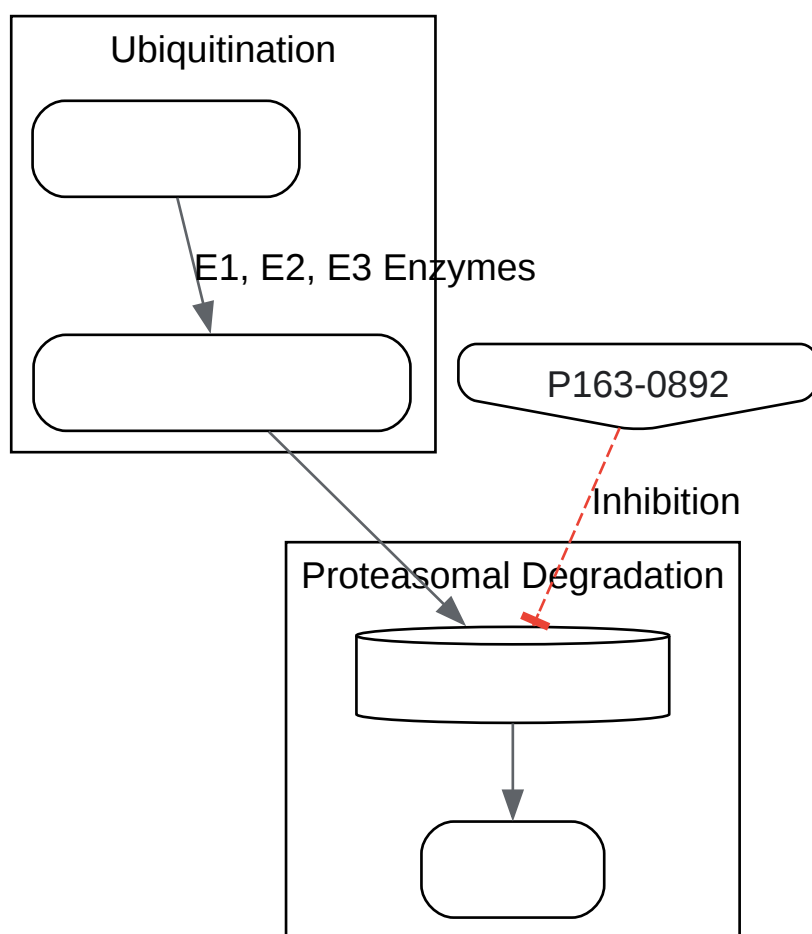 Ubiquitination
E1, E2, E3 Enzymes
P163-0892
Inhibition
Proteasomal Degradation